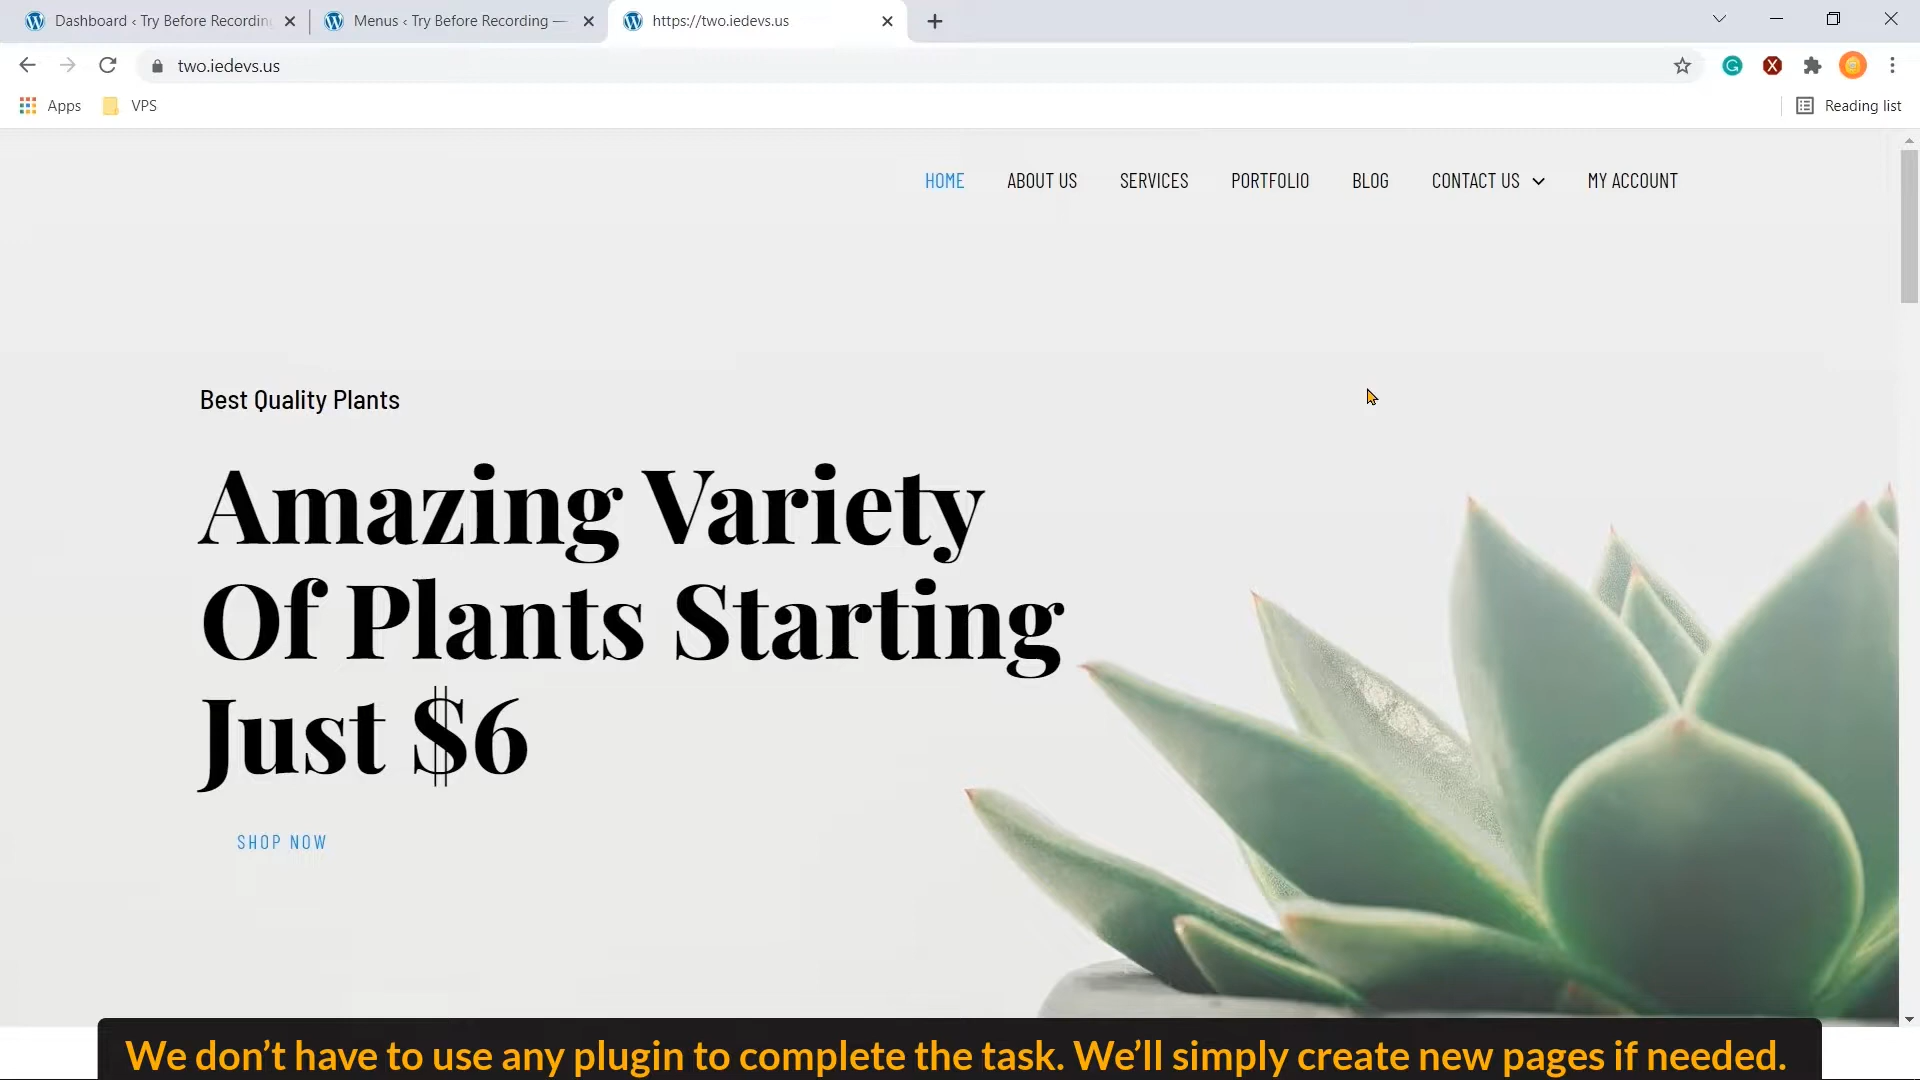 Dashboard ‹ Try Before Recording
Menus ‹ Try Before Recording —
https://two.iedevs.us
two.iedevs.us
Apps
VPS
Reading list
HOME
ABOUT US
SERVICES
PORTFOLIO
BLOG
CONTACT US
MY ACCOUNT
Best Quality Plants
Amazing Variety
Of Plants Starting
Just $6
SHOP NOW
We don’t have to use any plugin to complete the task. We’ll simply create new pages if needed.